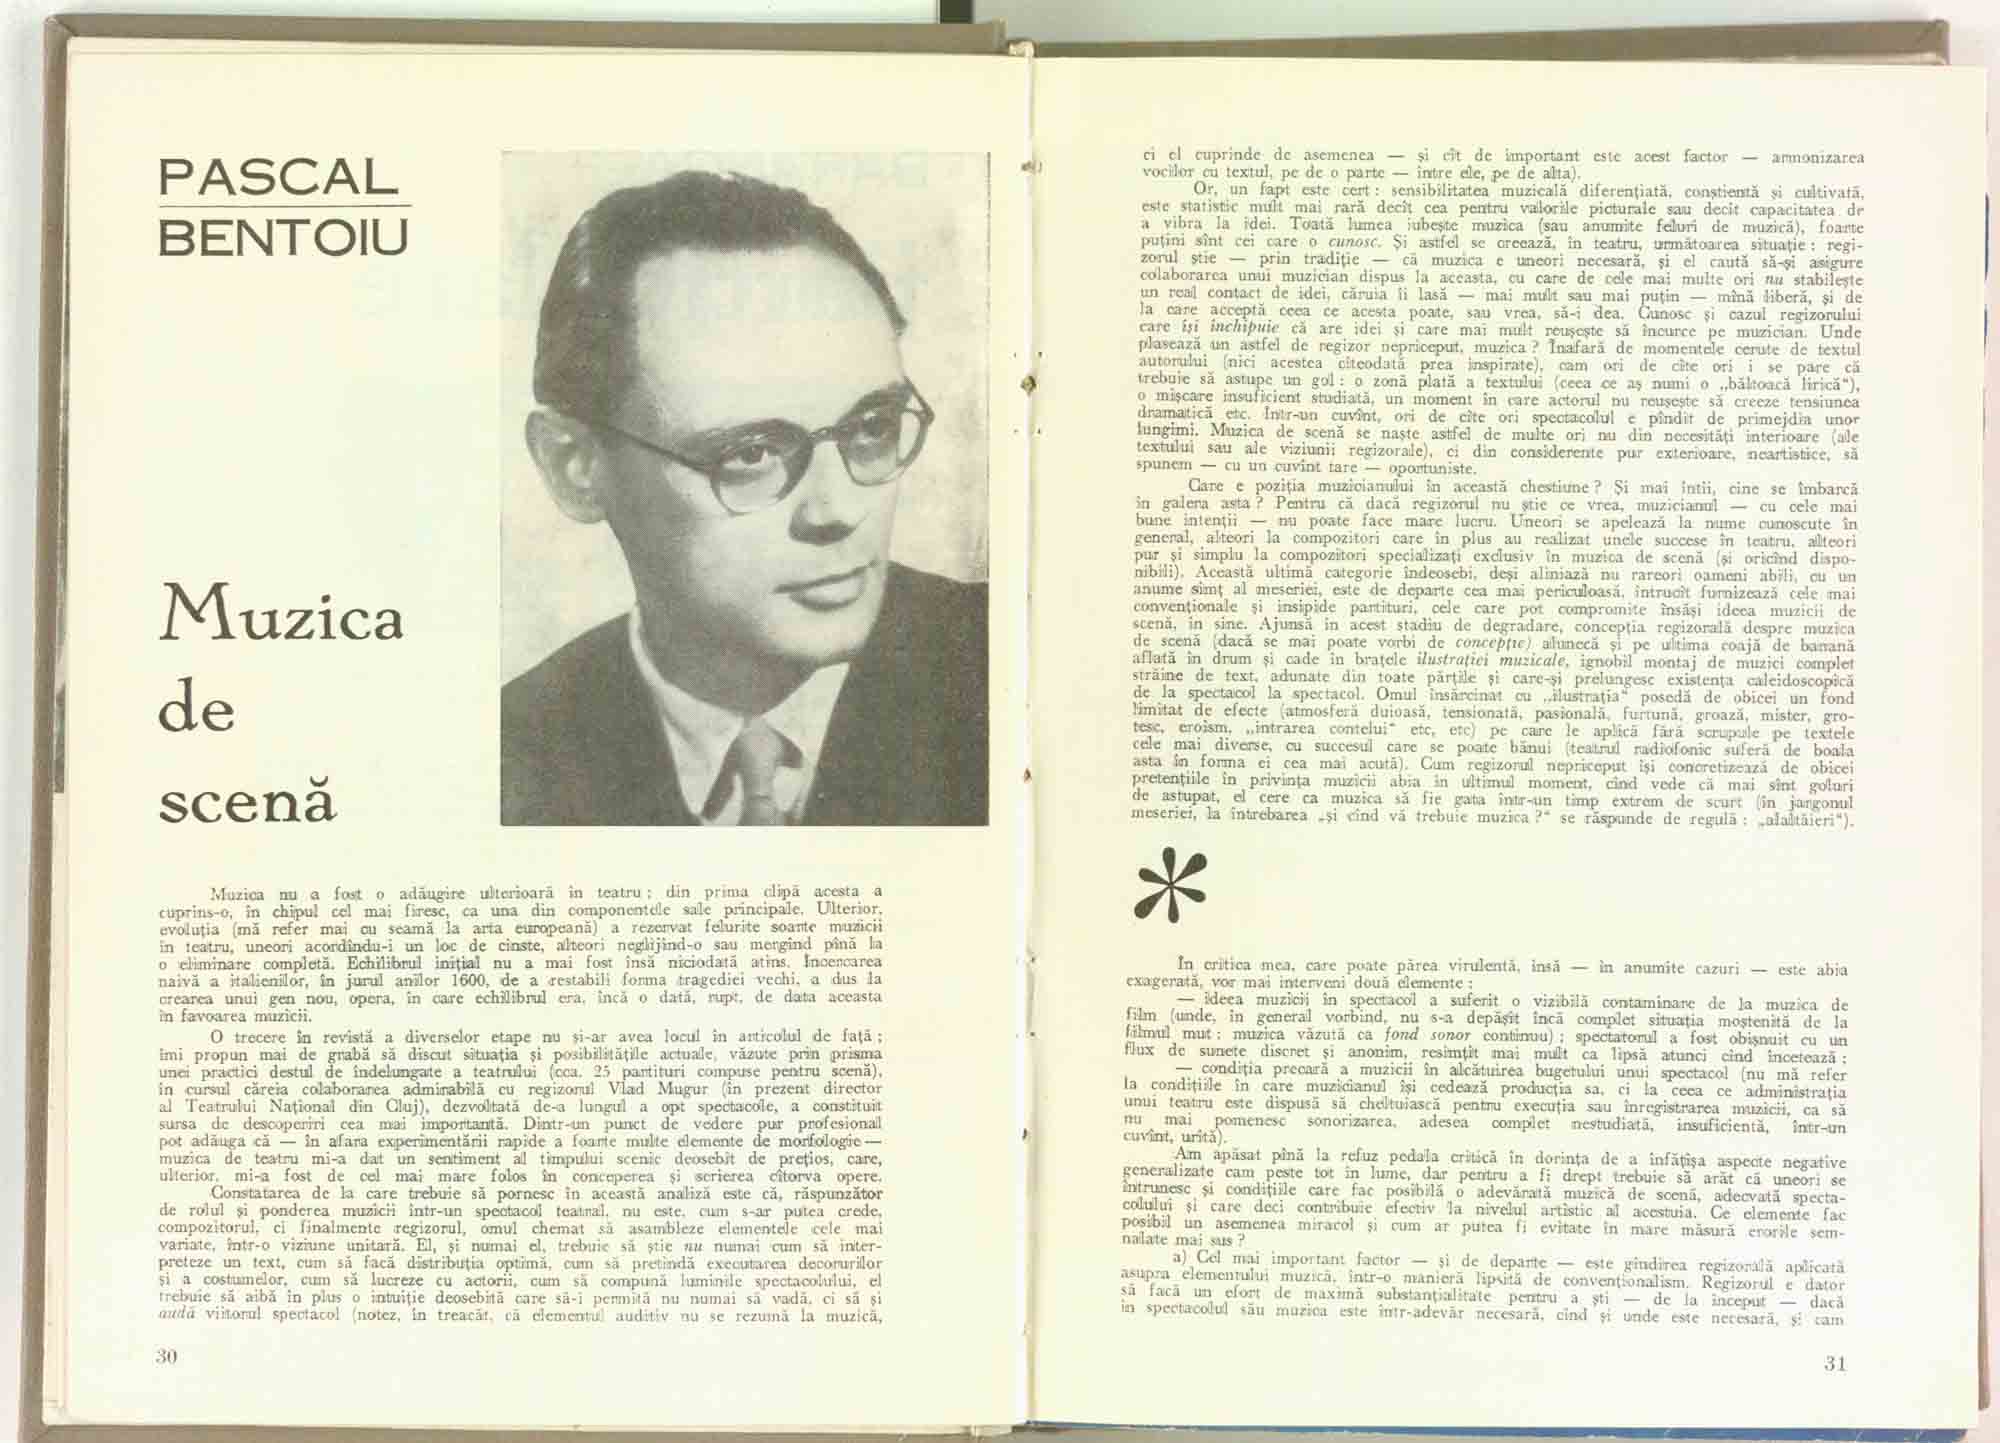 PASCAL
BENTOIU
Muzica
de
scenă
Muzica nu a fost o adăugire ulterioară în teatru ; din prima clipă acesta a
cuprins-o, în chipul cel mai firesc, ca una din componentele sale principale. Ulterior,
evoluția (mă refer mai cu seamă la arta europeană) a rezervat felurite soarte muzicii
în teatru, uneori acordîndu-i un loc de cinste, alteori neglijînd-o sau mergînd pînă la
o eliminare completă. Echilibrul inițial nu a mai fost însă niciodată atins. Încercarea
naivă a italienilor, în jurul anilor 1600, de a restabili forma tragediei vechi, a dus la
crearea unui gen nou, opera, în care echilibrul era, încă o dată, rupt, de data aceasta
în favoarea muzicii.
O trecere în revistă a diverselor etape nu și-ar avea locul în articolul de față ;
îmi propun mai de grabă să discut situația și posibilitățile actuale, văzute prin prisma
unei practici destul de îndelungate a teatrului (cca. 25 partituri compuse pentru scenă),
în cursul căreia colaborarea admirabilă cu regizorul Vlad Mugur (în prezent director
al Teatrului Național din Cluj), dezvoltată de-a lungul a opt spectacole, a constituit
sursa de descoperiri cea mai importantă. Dintr-un punct de vedere pur profesional
pot adăuga că — în afara experimentării rapide a foarte multe elemente de morfologie —
muzica de teatru mi-a dat un sentiment al timpului scenic deosebit de prețios, care,
ulterior, mi-a fost de cel mai mare folos în conceperea și scrierea cîtorva opere.
Constatarea de la care trebuie să pornesc în această analiză este că, răspunzător
de rolul și ponderea muzicii într-un spectacol teatral, nu este, cum s-ar putea crede,
compozitorul, ci finalmente regizorul, omul chemat să asambleze elementele cele mai
variate, într-o viziune unitară. El, și numai el, trebuie să știe nu numai cum să inter-
preteze un text, cum să facă distribuția optimă, cum să pretindă executarea decorurilor
și a costumelor, cum să lucreze cu actorii, cum să compună luminile spectacolului, el
trebuie să aibă în plus o intuiție deosebită care să-i permită nu numai să vadă, ci să și
audă viitorul spectacol (notez, în treacăt, că elementul auditiv nu se rezumă la muzică,
30
ci el cuprinde de asemenea — și cît de important este acest factor — armonizarea
vocilor cu textul, pe de o parte — între ele, pe de alta).
Or, un fapt este cert : sensibilitatea muzicală diferențiată, conștientă și cultivată,
este statistic mult mai rară decît cea pentru valorile picturale sau decît capacitatea de
a vibra la idei. Toată lumea iubește muzica (sau anumite feluri de muzică), foarte
puțini sînt cei care o cunosc. Și astfel se creează, în teatru, următoarea situație : regi-
zorul știe — prin tradiție — că muzica e uneori necesară, și el caută să-și asigure
colaborarea unui muzician dispus la aceasta, cu care de cele mai multe ori nu stabilește
un real contact de idei, căruia îi lasă — mai mult sau mai puțin — mînă liberă, și de
la care acceptă ceea ce acesta poate, sau vrea, să-i dea. Cunosc și cazul regizorului
care își închipuie că are idei și care mai mult reușește să încurce pe muzician. Unde
plasează un astfel de regizor nepriceput, muzica ? Înafară de momentele cerute de textul
autorului (nici acestea cîteodată prea inspirate), cam ori de cîte ori i se pare că
trebuie să astupe un gol : o zonă plată a textului (ceea ce aș numi o „băltoacă lirică“),
o mișcare insuficient studiată, un moment în care actorul nu reușește să creeze tensiunea
dramatică etc. Într-un cuvînt, ori de cîte ori spectacolul e pîndit de primejdia unor
lungimi. Muzica de scenă se naște astfel de multe ori nu din necesități interioare (ale
textului sau ale viziunii regizorale), ci din considerente pur exterioare, neartistice, să
spunem — cu un cuvînt tare — oportuniste.
Care e poziția muzicianului în această chestiune ? Și mai întîi, cine se îmbarcă
în galera asta ? Pentru că dacă regizorul nu știe ce vrea, muzicianul — cu cele mai
bune intenții — nu poate face mare lucru. Uneori se apelează la nume cunoscute în
general, alteori la compozitori care în plus au realizat unele succese în teatru, alteori
pur și simplu la compozitori specializați exclusiv în muzica de scenă (și oricînd dispo-
nibili). Această ultimă categorie îndeosebi, deși aliniază nu rareori oameni abili, cu un
anume simț al meseriei, este de departe cea mai periculoasă, întrucît furnizează cele mai
convenționale și insipide partituri, cele care pot compromite însăși ideea muzicii de
scenă, în sine. Ajunsă în acest stadiu de degradare, concepția regizorală despre muzica
de scenă (dacă se mai poate vorbi de concepție) alunecă și pe ultima coajă de banană
aflată în drum și cade în brațele ilustrației muzicale, ignobil montaj de muzici complet
străine de text, adunate din toate părțile și care-și prelungesc existența caleidoscopică
de la spectacol la spectacol. Omul însărcinat cu „ilustrația“ posedă de obicei un fond
limitat de efecte (atmosferă duioasă, tensionată, pasională, furtună, groază, mister, gro-
tesc, eroism, „intrarea contelui“ etc, etc) pe care le aplică fără scrupule pe textele
cele mai diverse, cu succesul care se poate bănui (teatrul radiofonic suferă de boala
asta în forma ei cea mai acută). Cum regizorul nepriceput își concretizează de obicei
pretențiile în privința muzicii abia în ultimul moment, cînd vede că mai sînt goluri
de astupat, el cere ca muzica să fie gata într-un timp extrem de scurt (în jargonul
meseriei, la întrebarea „și cînd vă trebuie muzica ?“ se răspunde de regulă : „alaltăieri“).
*
În critica mea, care poate părea virulentă, însă — în anumite cazuri — este abia
exagerată, vor mai interveni două elemente :
— ideea muzicii în spectacol a suferit o vizibilă contaminare de la muzica de
film (unde, în general vorbind, nu s-a depășit încă complet situația moștenită de la
filmul mut : muzica văzută ca fond sonor continuu) ; spectatorul a fost obișnuit cu un
flux de sunete discret și anonim, resimțit mai mult ca lipsă atunci cînd încetează ;
— condiția precară a muzicii în alcătuirea bugetului unui spectacol (nu mă refer
la condițiile în care muzicianul își cedează producția sa, ci la ceea ce administrația
unui teatru este dispusă să cheltuiască pentru execuția sau înregistrarea muzicii, ca să
nu mai pomenesc sonorizarea, adesea complet nestudiată, insuficientă, într-un
cuvînt, urîtă).
Am apăsat pînă la refuz pedala critică în dorința de a înfățișa aspecte negative
generalizate cam peste tot în lume, dar pentru a fi drept trebuie să arăt că uneori se
întrunesc și condițiile care fac posibilă o adevărată muzică de scenă, adecvată specta-
colului și care deci contribuie efectiv la nivelul artistic al acestuia. Ce elemente fac
posibil un asemenea miracol și cum ar putea fi evitate în mare măsură erorile sem-
nalate mai sus ?
a) Cel mai important factor — și de departe — este gîndirea regizorală aplicată
asupra elementului muzică, într-o manieră lipsită de convenționalism. Regizorul e dator
să facă un efort de maximă substanțialitate pentru a ști — de la început — dacă
în spectacolul său muzica este într-adevăr necesară, cînd și unde este necesară, și cam
31